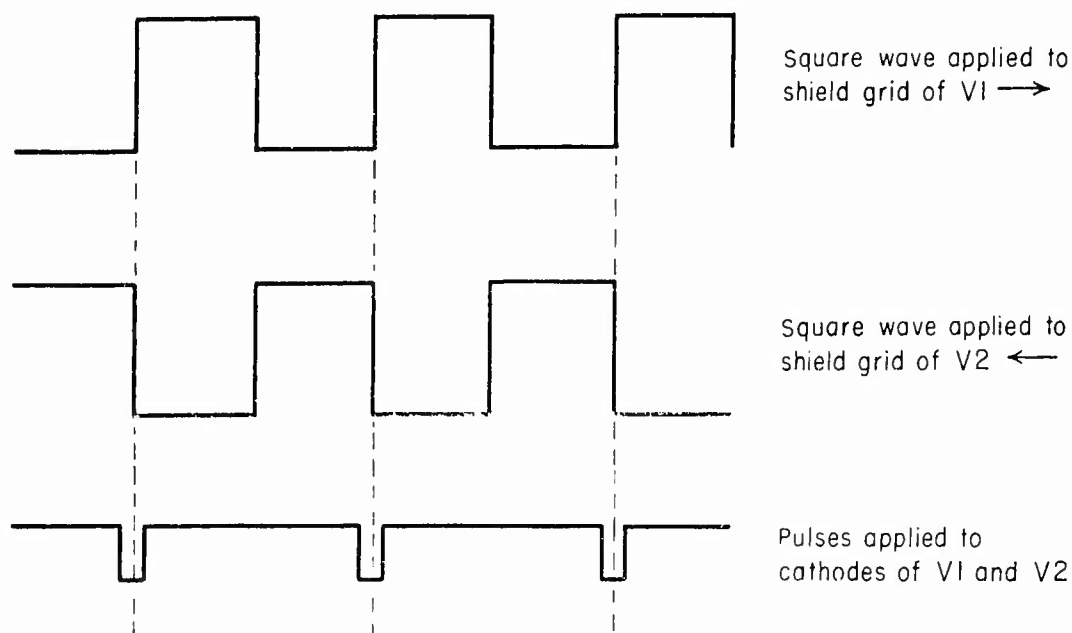 Square wave applied to
shield grid of V1 →
Square wave applied to
shield grid of V2 ←
Pulses applied to
cathodes of V1 and V2